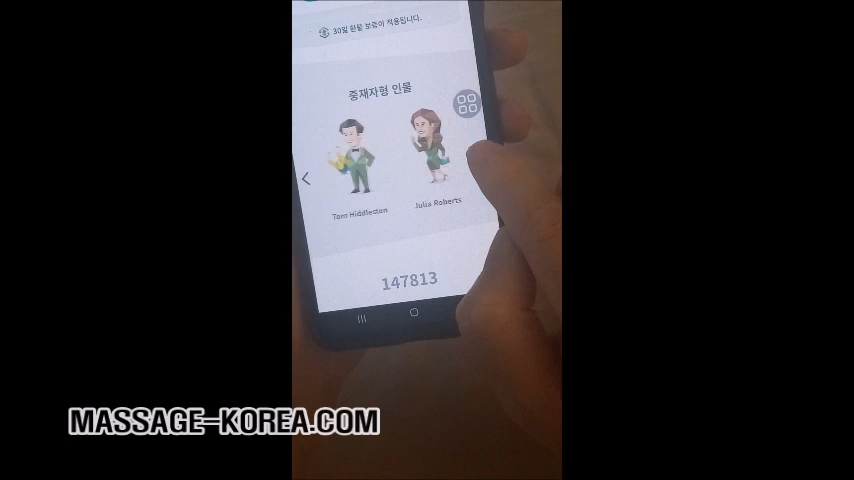 30일 환불 보증이 적용됩니다.
중재자형 인물
Tom Hiddleston
Julia Roberts
147813
MASSAGE-KOREA.COM